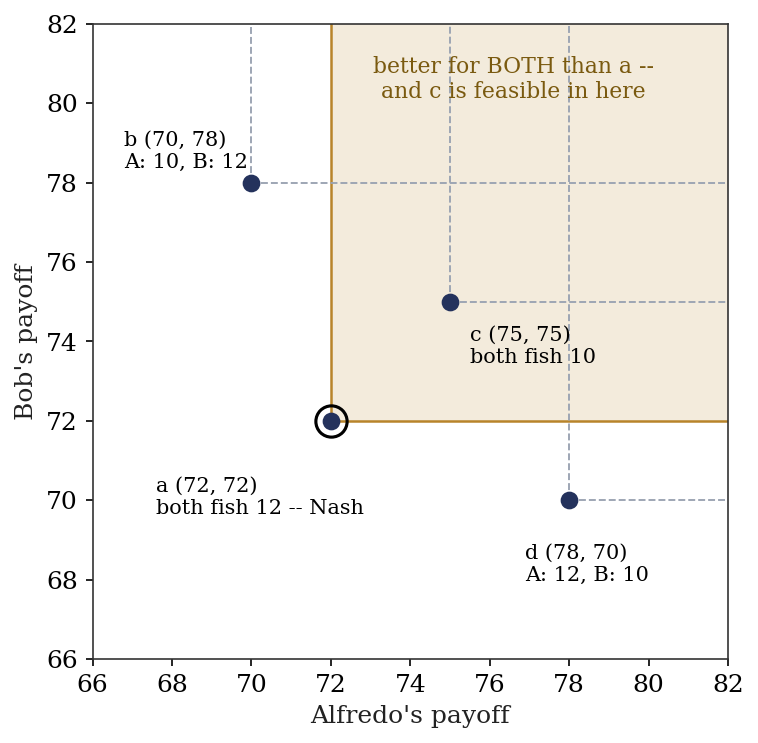 82
80
78
76
74
72
70
68
66
Bob's payoff
better for BOTH than a --
and c is feasible in here
b (70, 78)
A: 10, B: 12
c (75, 75)
both fish 10
a (72, 72)
both fish 12 -- Nash
d (78, 70)
A: 12, B: 10
66 68 70 72 74 76 78 80 82
Alfredo's payoff